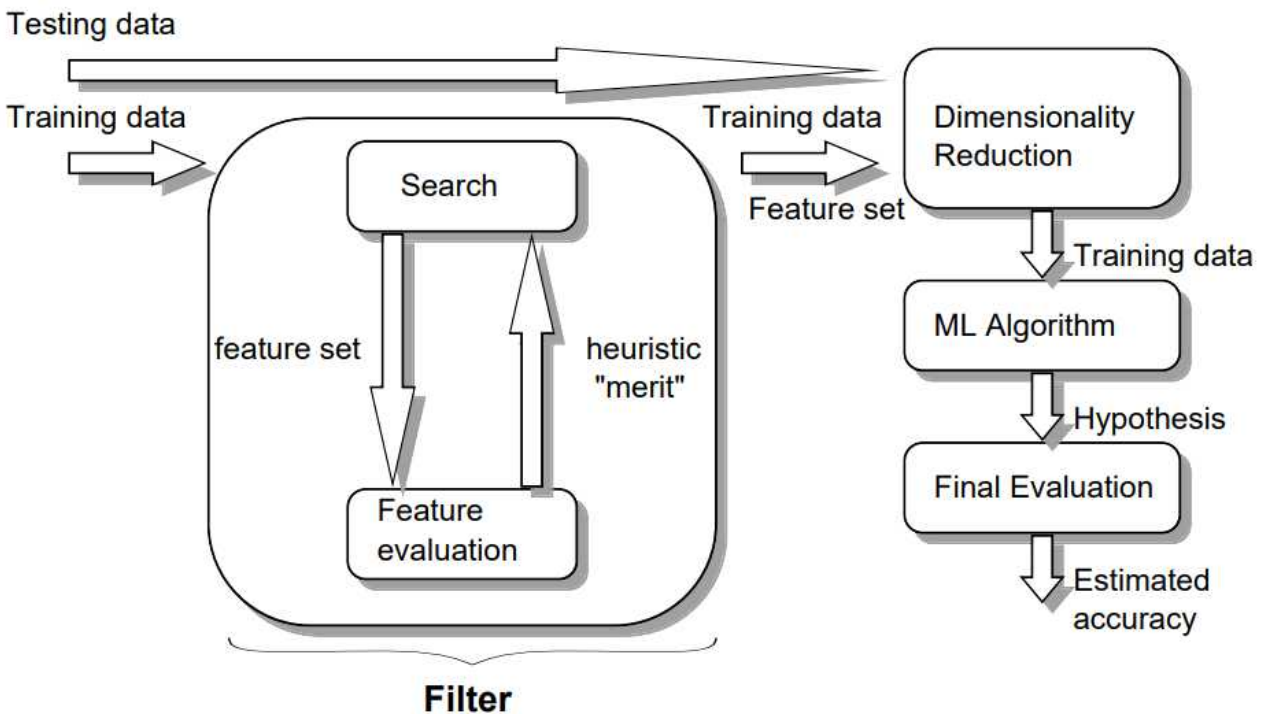 Testing data
Training data
Search
feature set
heuristic
"merit"
Feature
evaluation
Filter
Training data
Feature set
Dimensionality
Reduction
Training data
ML Algorithm
Hypothesis
Final Evaluation
Estimated
accuracy